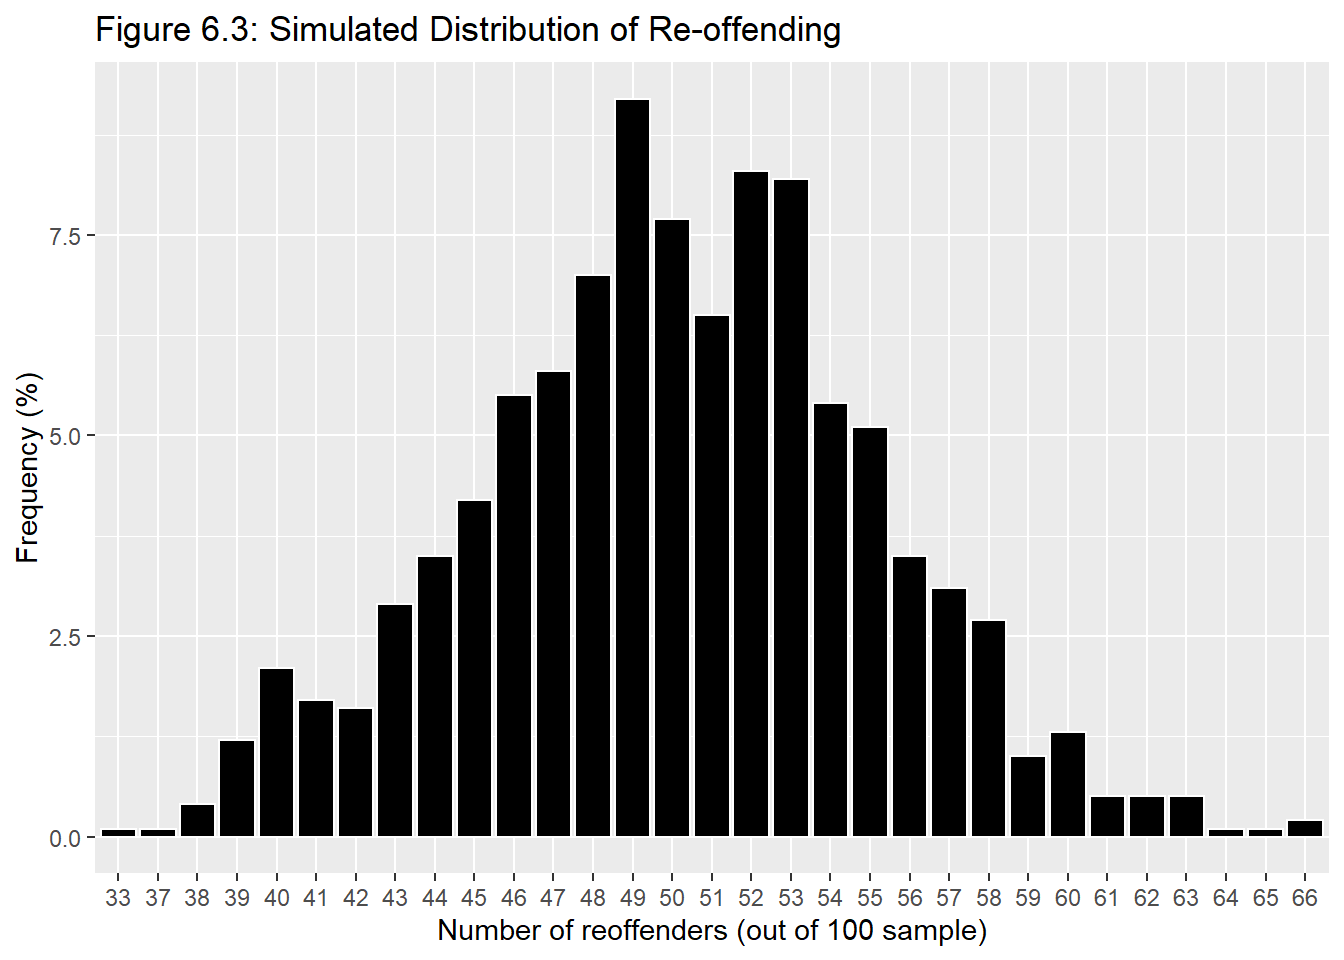 Figure 6.3: Simulated Distribution of Re-offending
Frequency (%)
7.5
5.0
2.5
0.0
33 37 38 39 40 41 42 43 44 45 46 47 48 49 50 51 52 53 54 55 56 57 58 59 60 61 62 63 64 65 66
Number of reoffenders (out of 100 sample)